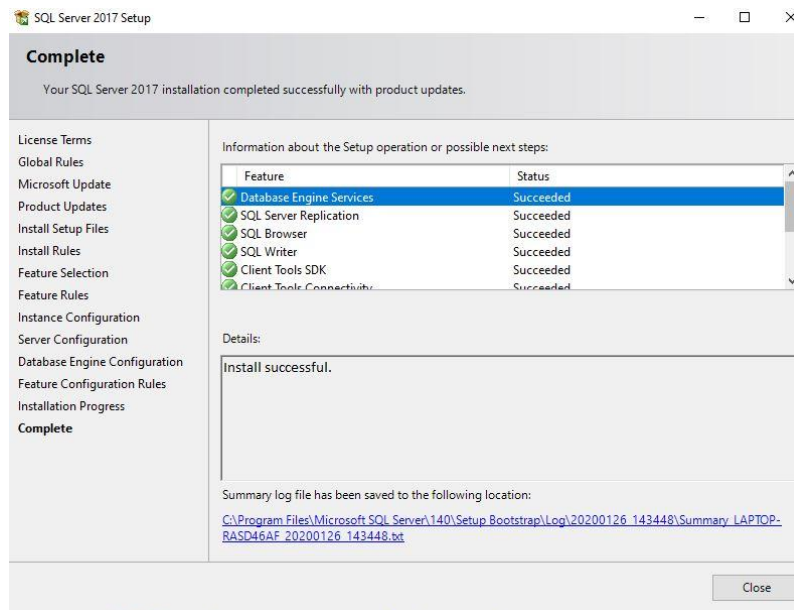 SQL Server 2017 Setup
Complete
Your SQL Server 2017 installation completed successfully with product updates.
License Terms
Global Rules
Microsoft Update
Product Updates
Install Setup Files
Install Rules
Feature Selection
Feature Rules
Instance Configuration
Server Configuration
Database Engine Configuration
Feature Configuration Rules
Installation Progress
Complete
Information about the Setup operation or possible next steps:
Feature Status
Database Engine Services Succeeded
SQL Server Replication Succeeded
SQL Browser Succeeded
SQL Writer Succeeded
Client Tools SDK Succeeded
Client Tools Connectivity Succeeded
Details:
Install successful.
Summary log file has been saved to the following location:
C:\Program Files\Microsoft SQL Server\140\Setup Bootstrap\Log\20200126_143448\Summary_LAPTOP-
RASD46AF_20200126_143448.txt
Close